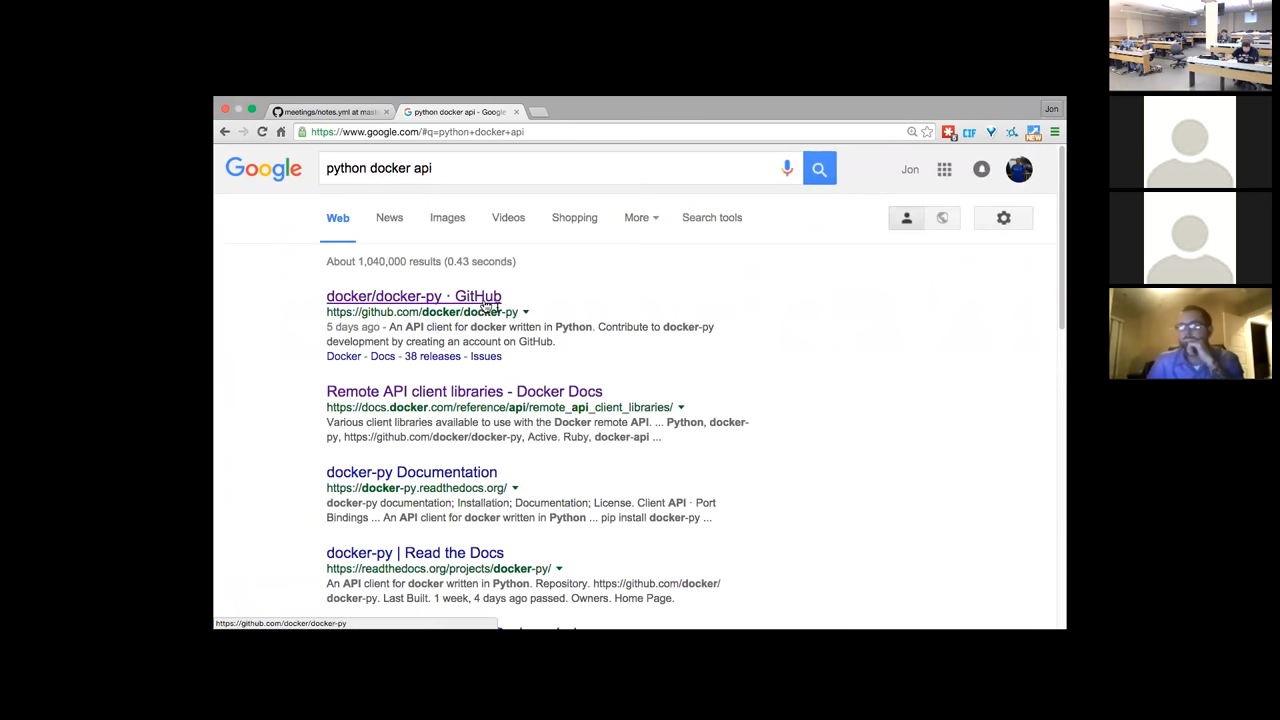 meetings/notes.yml at mast
python docker api - Google
Jon
https://www.google.com/#q=python+docker+api
CIF
NEW
Google
python docker api
Jon
Web News Images Videos Shopping More Search tools
About 1,040,000 results (0.43 seconds)
docker/docker-py · GitHub
https://github.com/docker/docker-py
5 days ago - An API client for docker written in Python. Contribute to docker-py
development by creating an account on GitHub.
Docker - Docs - 38 releases - Issues
Remote API client libraries - Docker Docs
https://docs.docker.com/reference/api/remote_api_client_libraries/
Various client libraries available to use with the Docker remote API. ... Python, docker-
py, https://github.com/docker/docker-py, Active. Ruby, docker-api ...
docker-py Documentation
https://docker-py.readthedocs.org/
docker-py documentation; Installation; Documentation; License. Client API · Port
Bindings ... An API client for docker written in Python ... pip install docker-py ...
docker-py | Read the Docs
https://readthedocs.org/projects/docker-py/
An API client for docker written in Python. Repository. https://github.com/docker/
docker-py. Last Built. 1 week, 4 days ago passed. Owners. Home Page.
https://github.com/docker/docker-py